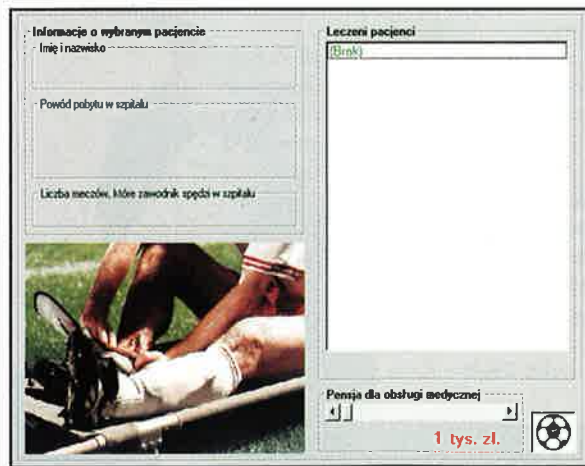 Informacje o wybranym pacjencie
Imię i nazwisko
Powód pobytu w szpitalu
Liczba meczów, które zawodnik spędzi w szpitalu
Leczeni pacjenci
(Brak)
Pensja dla obsługi medycznej
1 tys. zł.